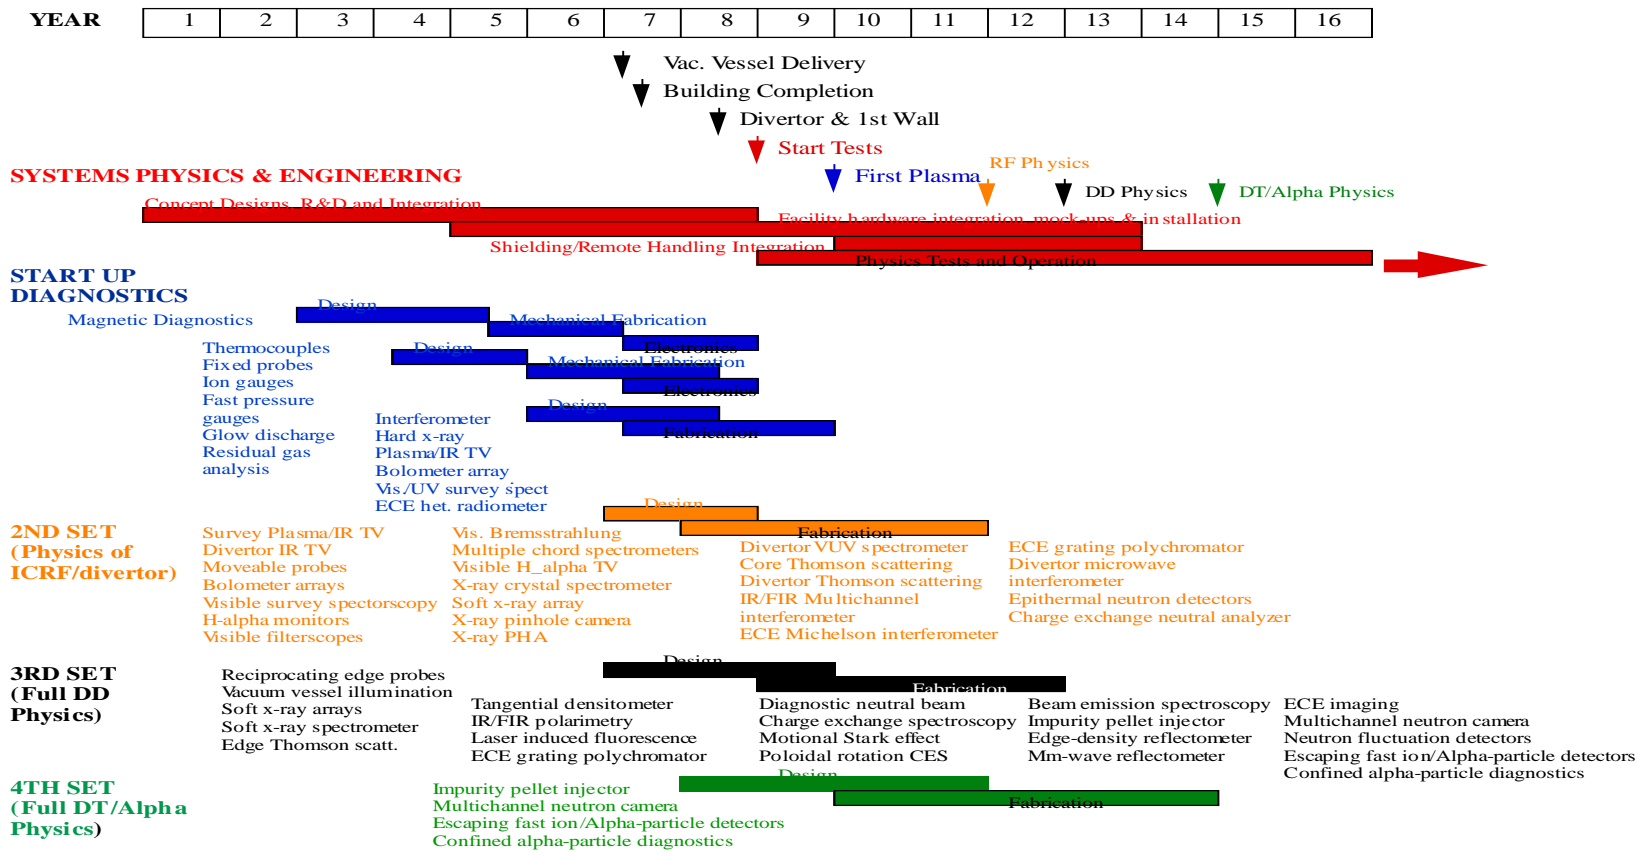 YEAR 1 2 3 4 5 6 7 8 9 10 11 12 13 14 15 16
Vac. Vessel Delivery
Building Completion
Divertor & 1st Wall
Start Tests
RF Physics
SYSTEMS PHYSICS & ENGINEERING
First Plasma
DD Physics
DT/Alpha Physics
Concept Designs, R&D and Integration
Facility hardware integration, mock-ups & installation
Shielding/Remote Handling Integration
Physics Tests and Operation
START UP
DIAGNOSTICS
Magnetic Diagnostics
Design
Mechanical Fabrication
Electronics
Thermocouples
Fixed probes
Ion gauges
Fast pressure
gauges
Glow discharge
Residual gas
analysis
Design
Mechanical Fabrication
Electronics
Interferometer
Hard x-ray
Plasma/IR TV
Bolometer array
Vis./UV survey spect
ECE het. radiometer
Design
Fabrication
2ND SET
(Physics of
ICRF/divertor)
Design
Fabrication
Survey Plasma/IR TV
Divertor IR TV
Moveable probes
Bolometer arrays
Visible survey spectorscopy
H-alpha monitors
Visible filterscopes
Vis. Bremsstrahlung
Multiple chord spectrometers
Visible H_alpha TV
X-ray crystal spectrometer
Soft x-ray array
X-ray pinhole camera
X-ray PHA
Divertor VUV spectrometer
Core Thomson scattering
Divertor Thomson scattering
IR/FIR Multichannel
interferometer
ECE Michelson interferometer
ECE grating polychromator
Divertor microwave
interferometer
Epithermal neutron detectors
Charge exchange neutral analyzer
3RD SET
(Full DD
Physics)
Design
Fabrication
Reciprocating edge probes
Vacuum vessel illumination
Soft x-ray arrays
Soft x-ray spectrometer
Edge Thomson scatt.
Tangential densitometer
IR/FIR polarimetry
Laser induced fluorescence
ECE grating polychromator
Diagnostic neutral beam
Charge exchange spectroscopy
Motional Stark effect
Poloidal rotation CES
Beam emission spectroscopy
Impurity pellet injector
Edge-density reflectometer
Mm-wave reflectometer
ECE imaging
Multichannel neutron camera
Neutron fluctuation detectors
Escaping fast ion/Alpha-particle detectors
Confined alpha-particle diagnostics
4TH SET
(Full DT/Alpha
Physics)
Design
Fabrication
Impurity pellet injector
Multichannel neutron camera
Escaping fast ion/Alpha-particle detectors
Confined alpha-particle diagnostics